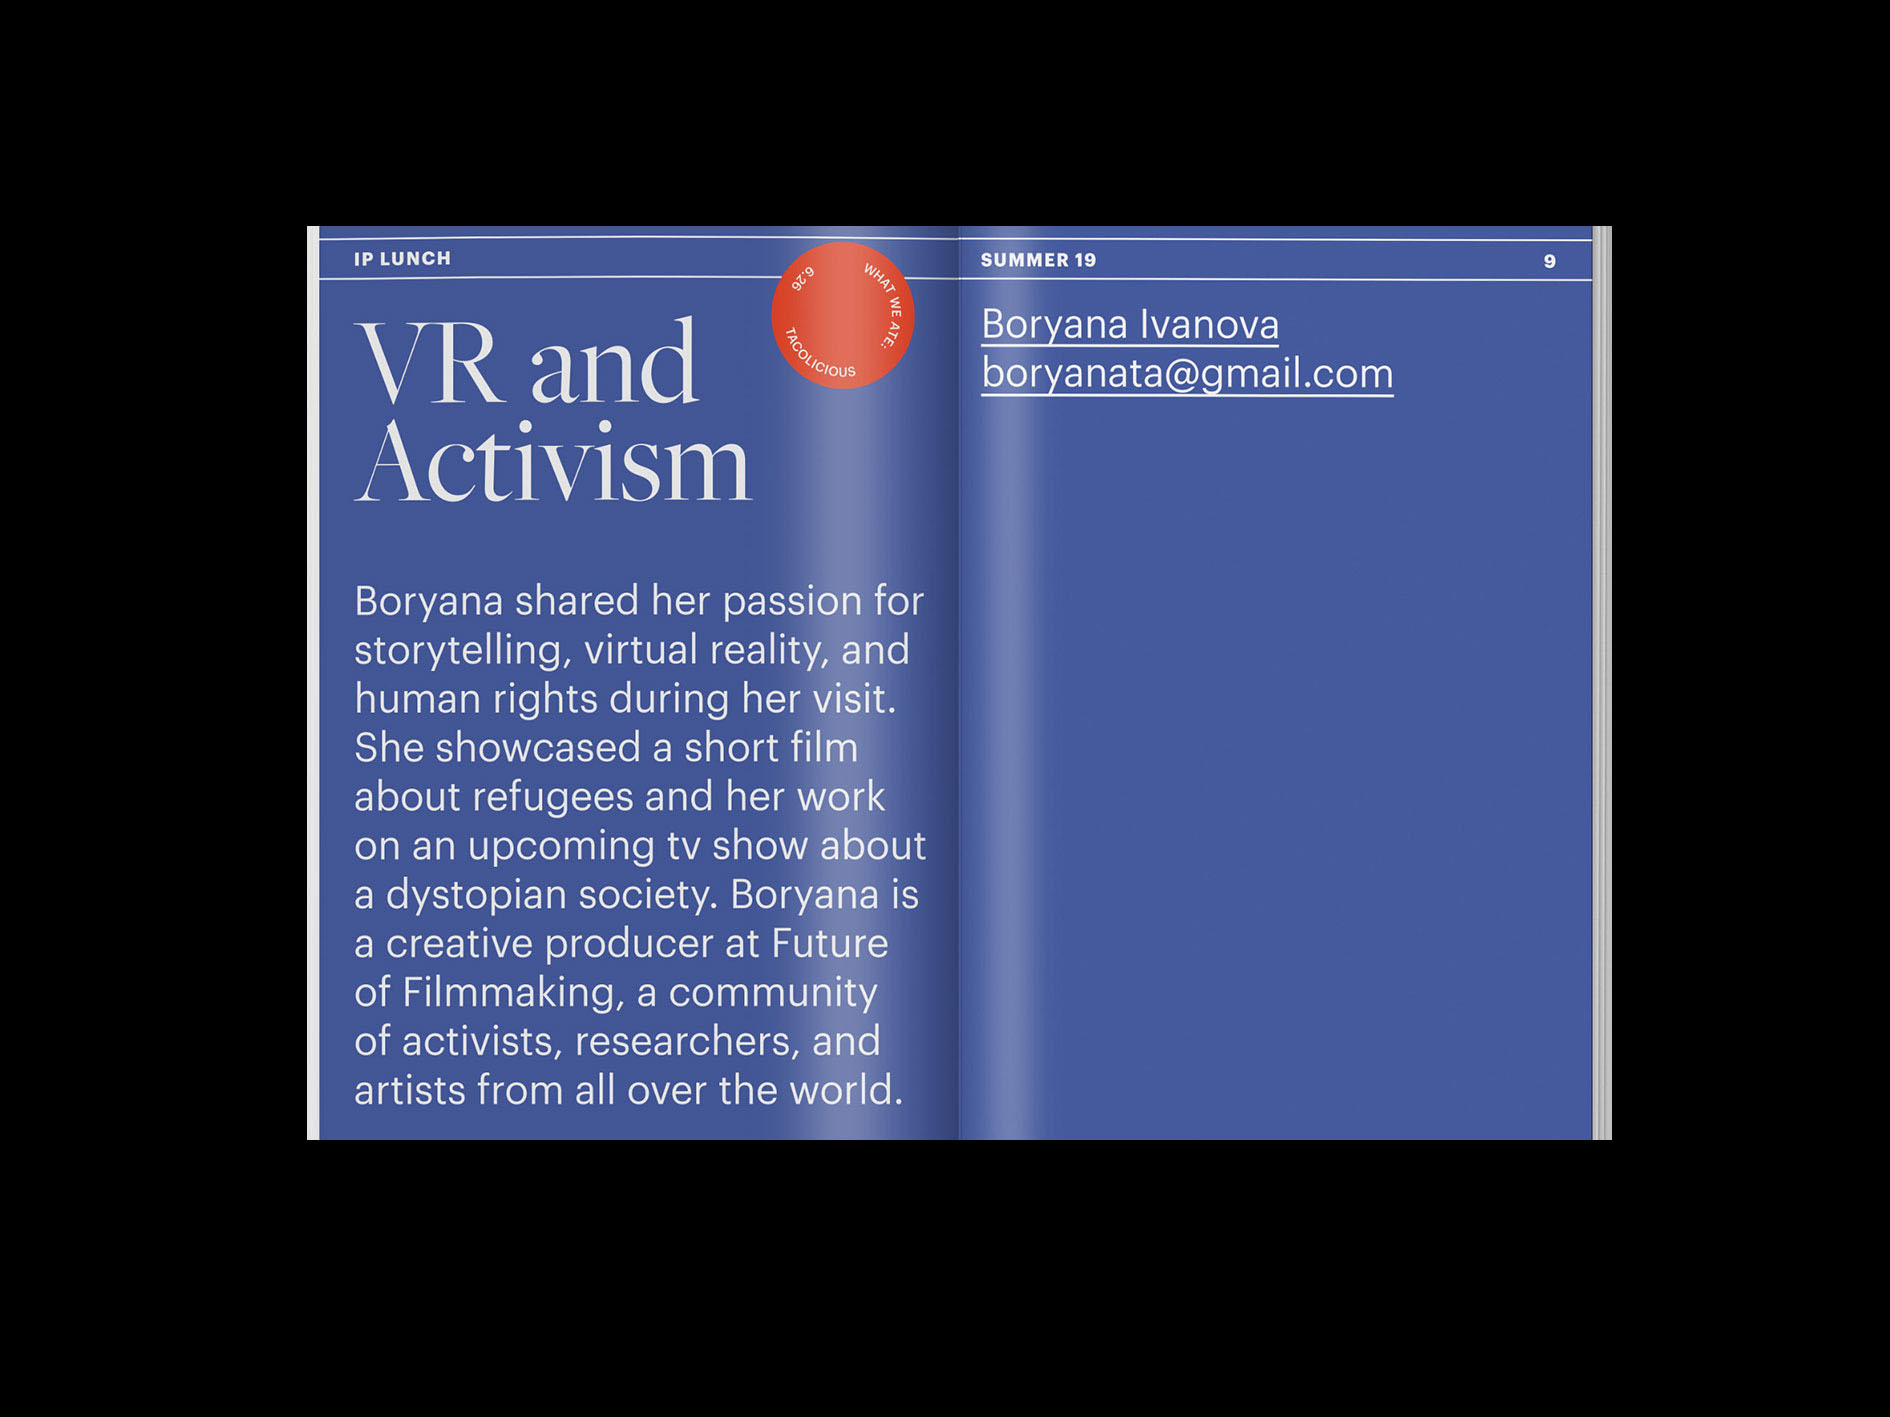 IP LUNCH
VR and
Activism
6.26
WHAT WE ATE:
TACOLICIOUS
Boryana shared her passion for
storytelling, virtual reality, and
human rights during her visit.
She showcased a short film
about refugees and her work
on an upcoming tv show about
a dystopian society. Boryana is
a creative producer at Future
of Filmmaking, a community
of activists, researchers, and
artists from all over the world.
SUMMER 19
9
Boryana Ivanova
boryanata@gmail.com